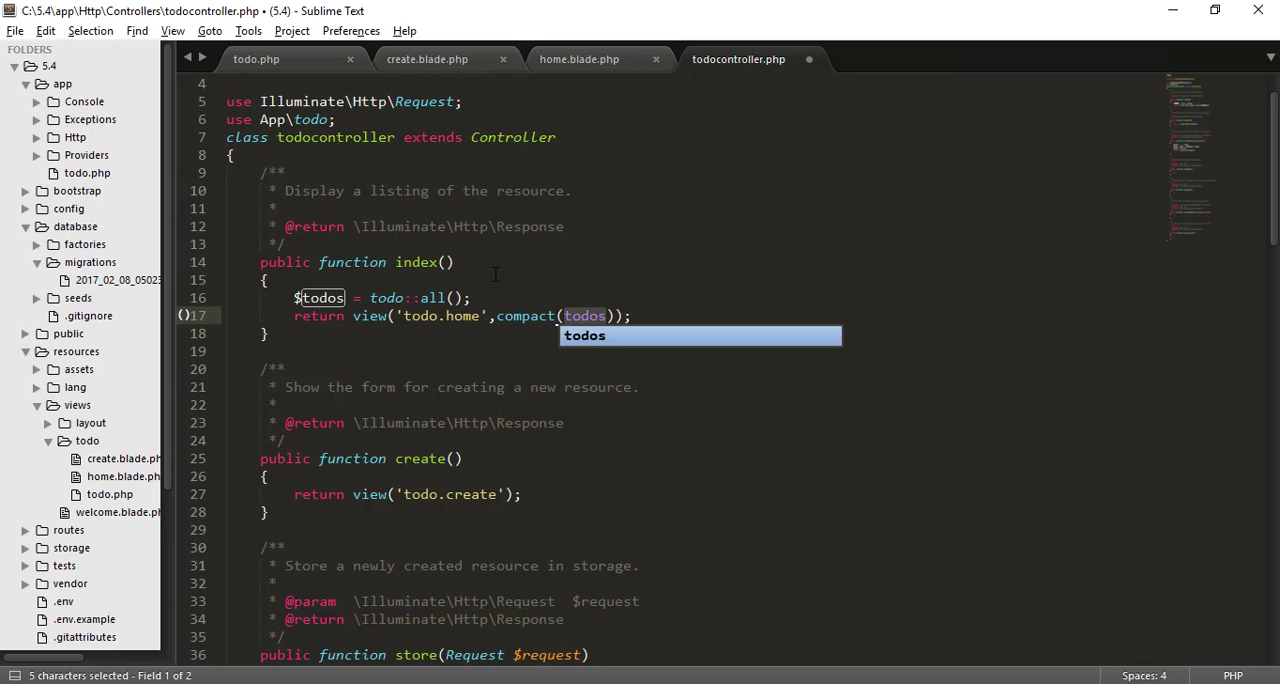 C:\5.4\app\Http\Controllers\todocontroller.php • (5.4) - Sublime Text
File Edit Selection Find View Goto Tools Project Preferences Help
FOLDERS
5.4
app
Console
Exceptions
Http
Providers
todo.php
bootstrap
config
database
factories
migrations
2017_02_08_05023
seeds
.gitignore
public
resources
assets
lang
views
layout
todo
create.blade.ph
home.blade.ph
todo.php
welcome.blade.ph
routes
storage
tests
vendor
.env
.env.example
.gitattributes
todo.php × create.blade.php × home.blade.php × todocontroller.php
4
5 use Illuminate\Http\Request;
6 use App\todo;
7 class todocontroller extends Controller
8 {
9 /**
10 * Display a listing of the resource.
11 *
12 * @return \Illuminate\Http\Response
13 */
14 public function index()
15 {
16 $todos = todo::all();
17 return view('todo.home',compact(todos));
todos
18 }
19
20 /**
21 * Show the form for creating a new resource.
22 *
23 * @return \Illuminate\Http\Response
24 */
25 public function create()
26 {
27 return view('todo.create');
28 }
29
30 /**
31 * Store a newly created resource in storage.
32 *
33 * @param \Illuminate\Http\Request $request
34 * @return \Illuminate\Http\Response
35 */
36 public function store(Request $request)
5 characters selected - Field 1 of 2 Spaces: 4 PHP